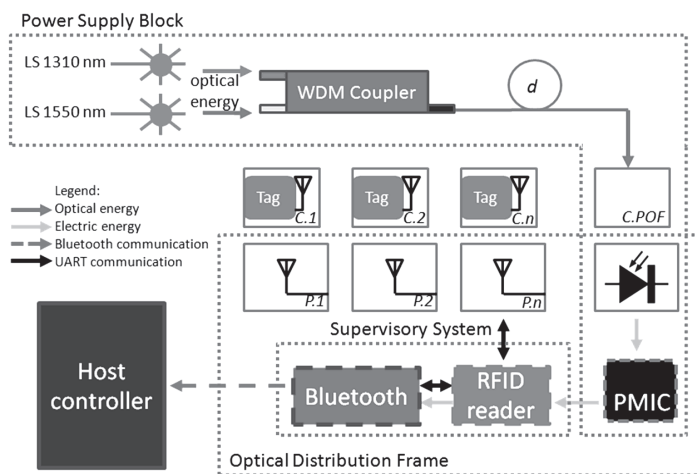 Power Supply Block
LS 1310 nm
LS 1550 nm
optical
energy
WDM Coupler
d
Legend:
Optical energy
Electric energy
Bluetooth communication
UART communication
Tag
C.1
Tag
C.2
Tag
C.n
C.POF
P.1
P.2
P.n
Supervisory System
Host
controller
Bluetooth
RFID
reader
PMIC
Optical Distribution Frame